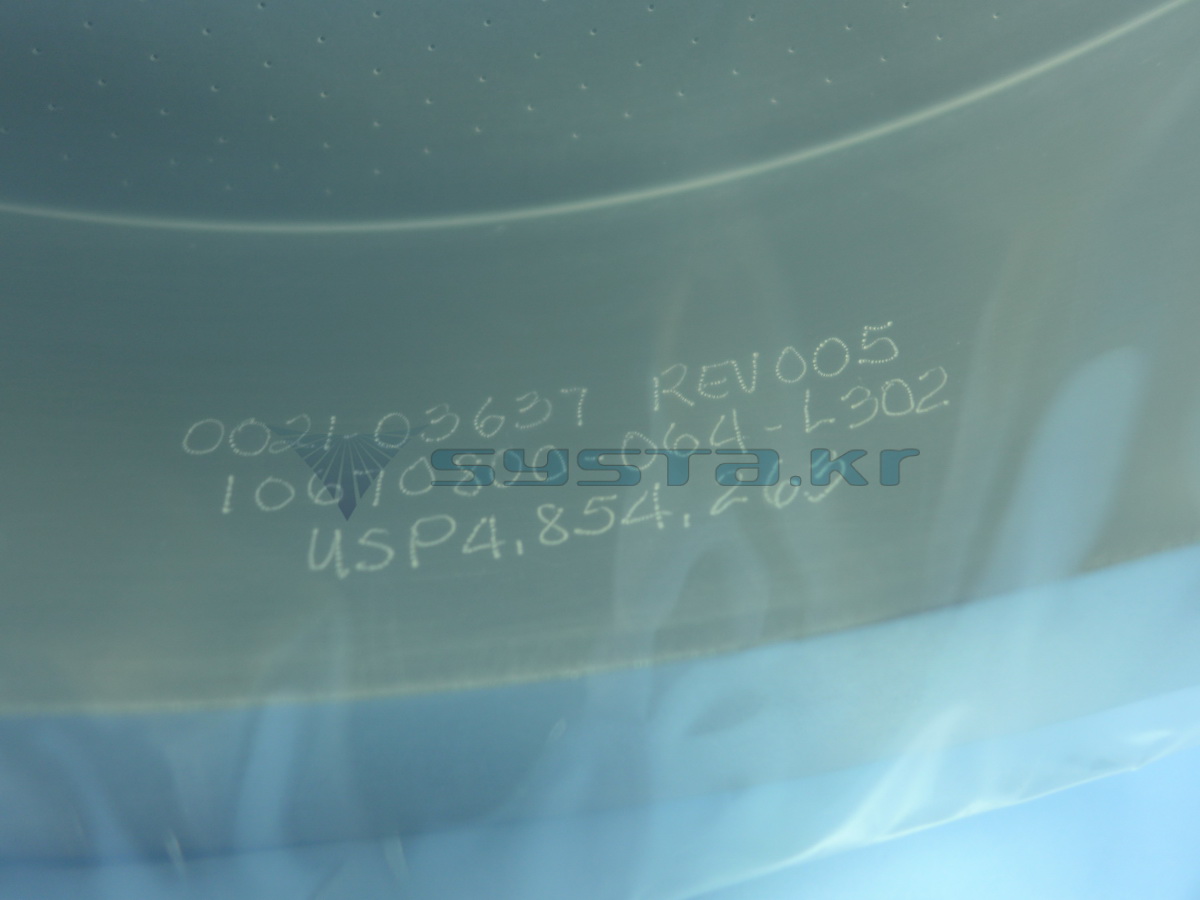 0021-03637 REV005
064-L302
USP4,854,263
systa.kr